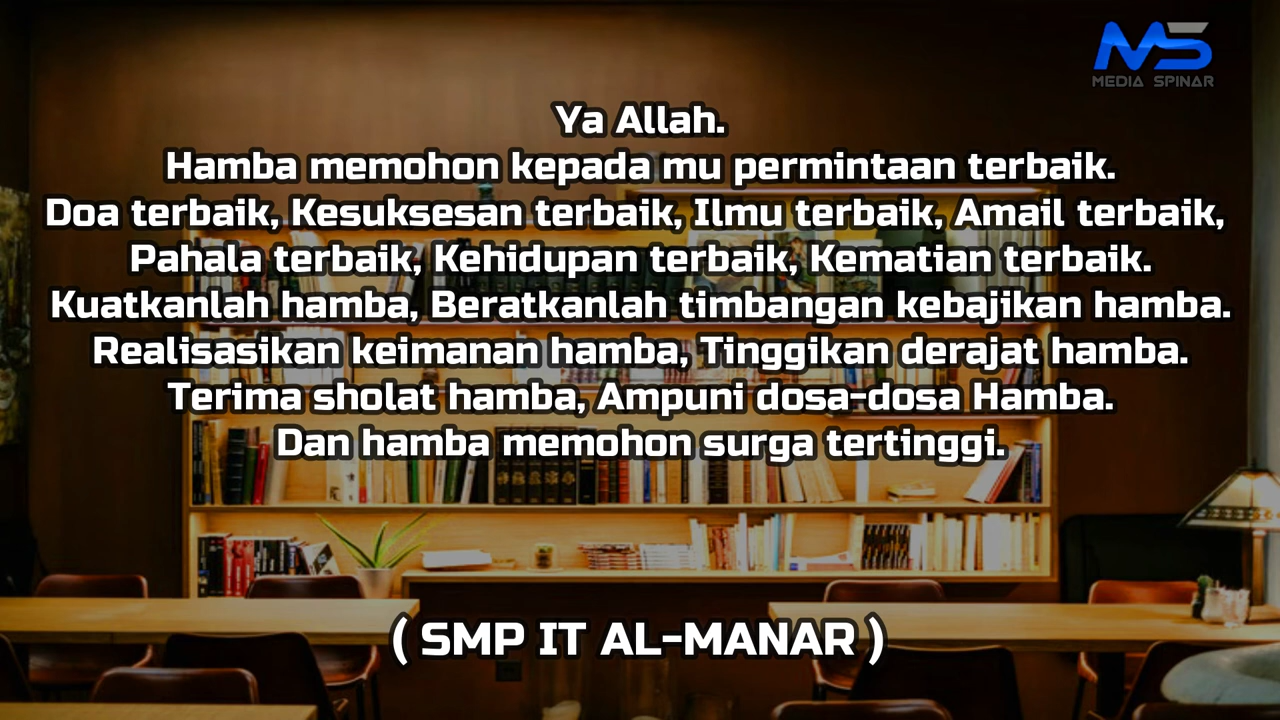 MS
MEDIA SPINAR
Ya Allah.
Hamba memohon kepada mu permintaan terbaik.
Doa terbaik, Kesuksesan terbaik, Ilmu terbaik, Amail terbaik,
Pahala terbaik, Kehidupan terbaik, Kematian terbaik.
Kuatkanlah hamba, Beratkanlah timbangan kebajikan hamba.
Realisasikan keimanan hamba, Tinggikan derajat hamba.
Terima sholat hamba, Ampuni dosa-dosa Hamba.
Dan hamba memohon surga tertinggi.
( SMP IT AL-MANAR )